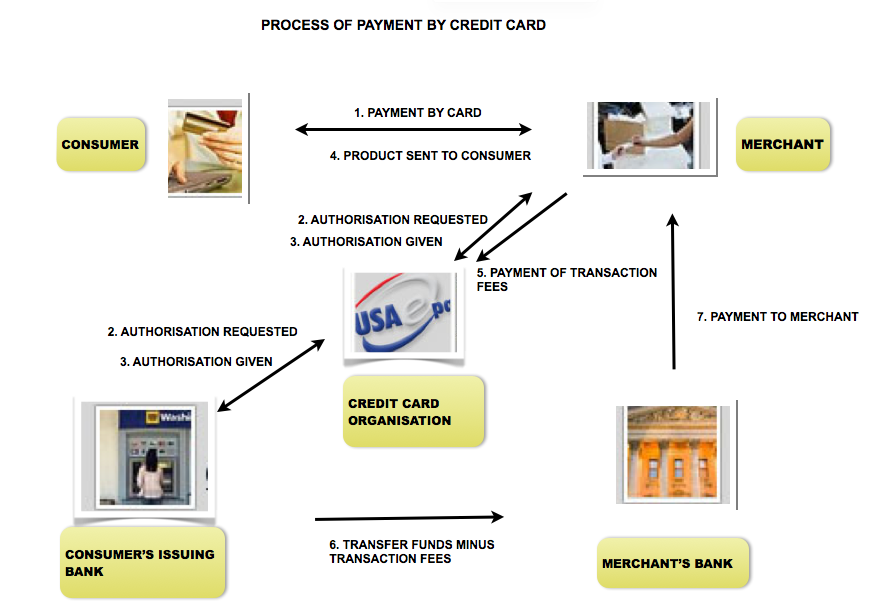 PROCESS OF PAYMENT BY CREDIT CARD
1. PAYMENT BY CARD
CONSUMER
MERCHANT
4. PRODUCT SENT TO CONSUMER
2. AUTHORISATION REQUESTED
3. AUTHORISATION GIVEN
5. PAYMENT OF TRANSACTION
FEES
USA epa
7. PAYMENT TO MERCHANT
2. AUTHORISATION REQUESTED
3. AUTHORISATION GIVEN
CREDIT CARD
ORGANISATION
Washi
6. TRANSFER FUNDS MINUS
TRANSACTION FEES
CONSUMER’S ISSUING
BANK
MERCHANT’S BANK